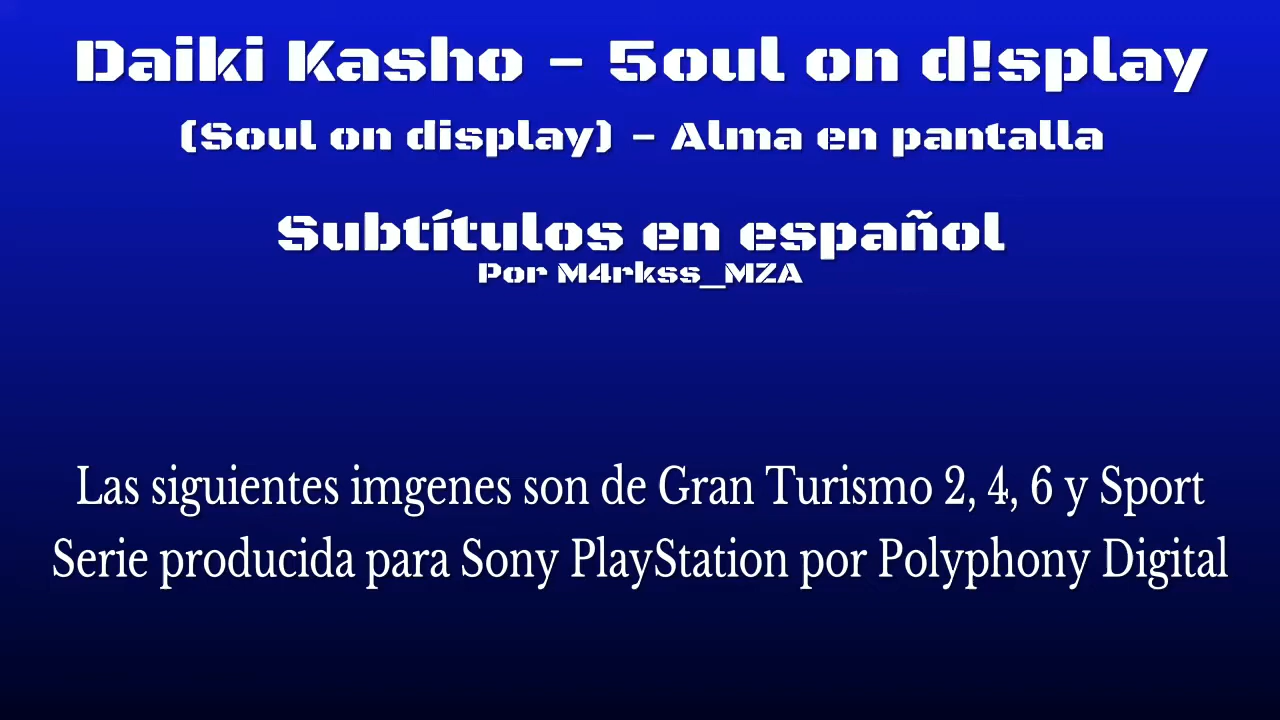 Daiki Kasho - 5oul on d!splay
(Soul on display) - Alma en pantalla
Subtítulos en español
Por M4rkss_MZA
Las siguientes imgenes son de Gran Turismo 2, 4, 6 y Sport
Serie producida para Sony PlayStation por Polyphony Digital